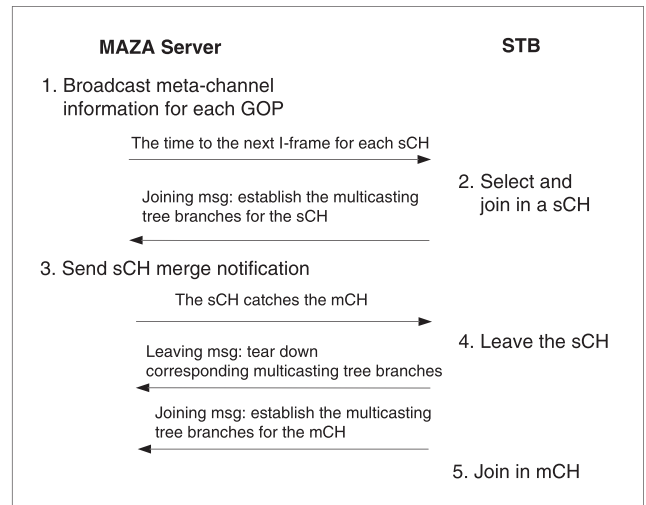 MAZA Server
STB
1. Broadcast meta-channel
information for each GOP
The time to the next I-frame for each sCH
2. Select and
join in a sCH
Joining msg: establish the multicasting
tree branches for the sCH
3. Send sCH merge notification
The sCH catches the mCH
4. Leave the sCH
Leaving msg: tear down
corresponding multicasting tree branches
Joining msg: establish the multicasting
tree branches for the mCH
5. Join in mCH